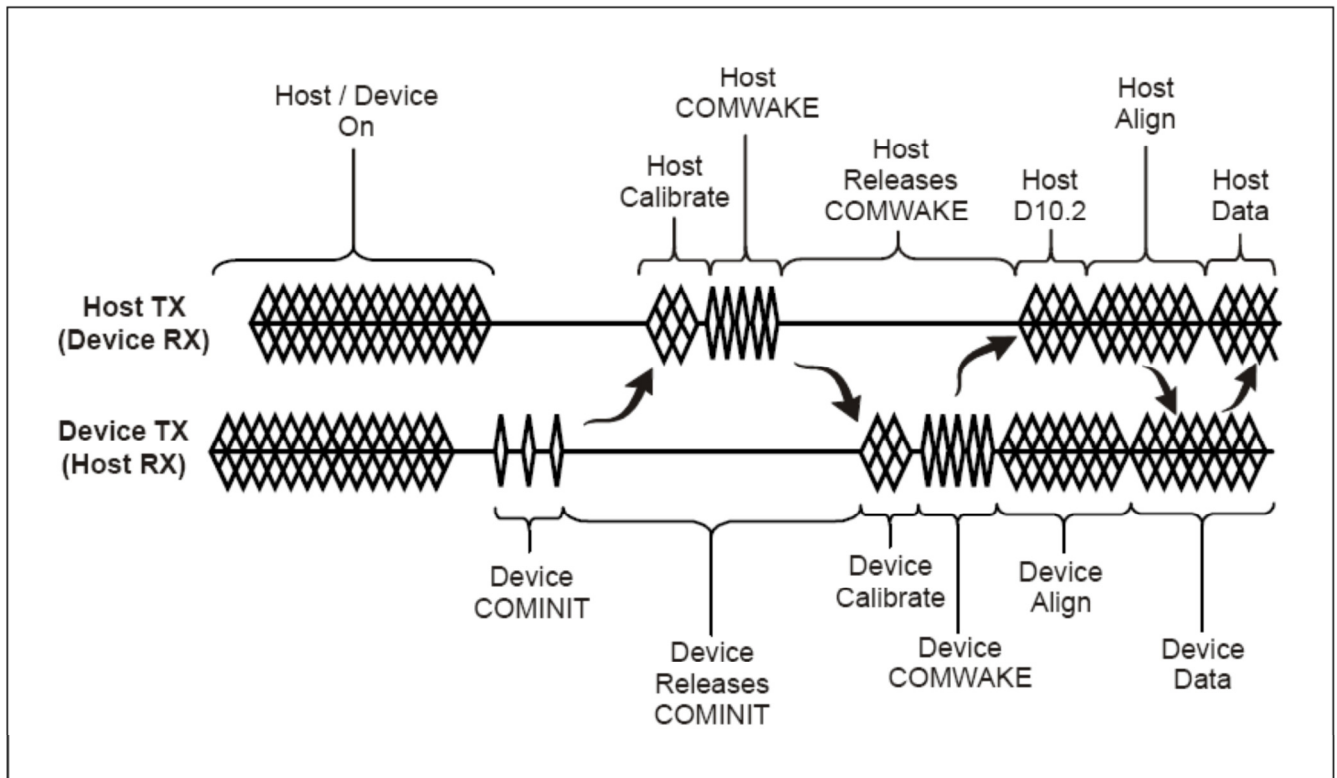 Host / Device
On
Host
COMWAKE
Host
Calibrate
Host
Releases
COMWAKE
Host
D10.2
Host
Align
Host
Data
Host TX
(Device RX)
Device TX
(Host RX)
Device
COMINIT
Device
Releases
COMINIT
Device
Calibrate
Device
COMWAKE
Device
Align
Device
Data